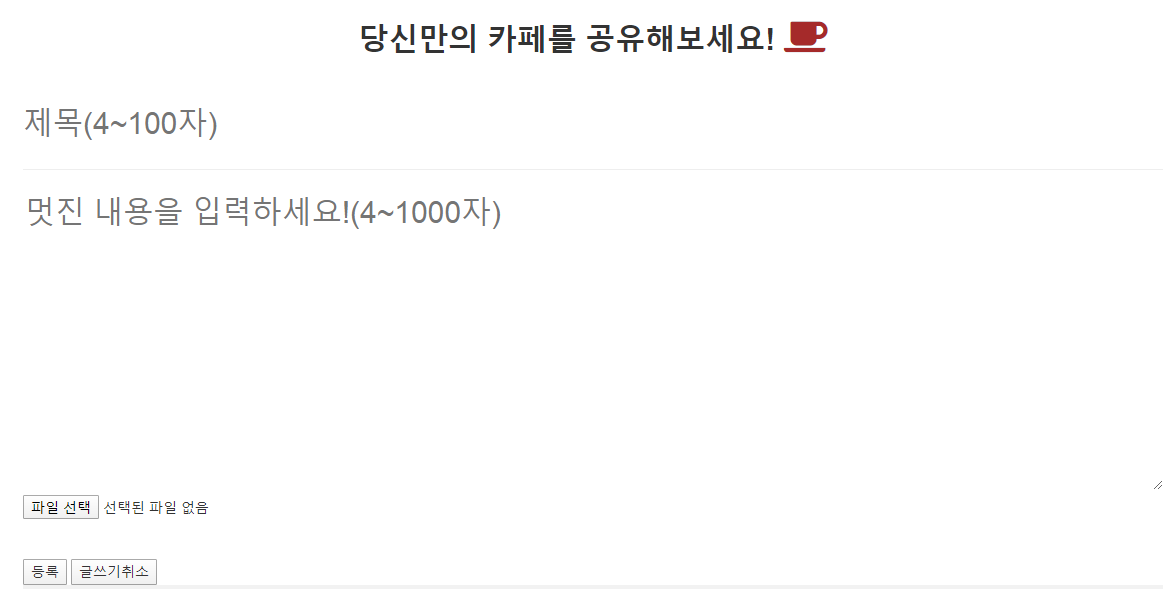 당신만의 카페를 공유해보세요!
제목(4~100자)
멋진 내용을 입력하세요!(4~1000자)
파일 선택 선택된 파일 없음
등록 글쓰기취소